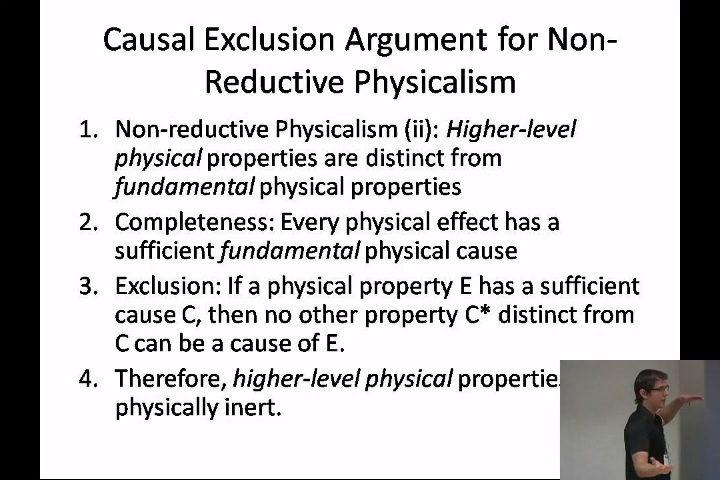 Causal Exclusion Argument for Non-
Reductive Physicalism
1. Non-reductive Physicalism (ii): Higher-level
physical properties are distinct from
fundamental physical properties
2. Completeness: Every physical effect has a
sufficient fundamental physical cause
3. Exclusion: If a physical property E has a sufficient
cause C, then no other property C* distinct from
C can be a cause of E.
4. Therefore, higher-level physical
physically inert.